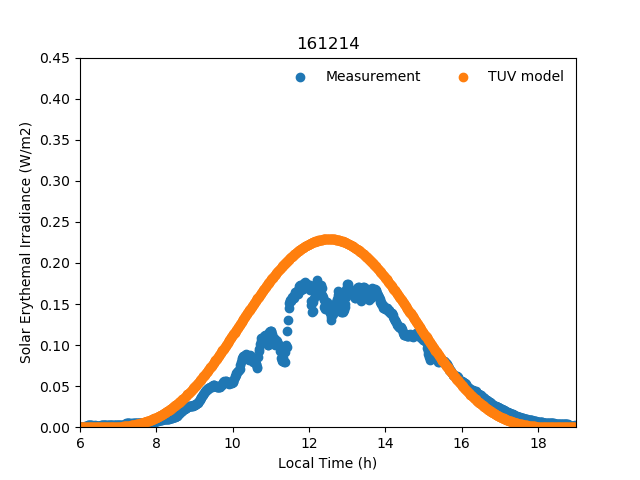 161214
Measurement
TUV model
Solar Erythemal Irradiance (W/m2)
0.45
0.40
0.35
0.30
0.25
0.20
0.15
0.10
0.05
0.00
6 8 10 12 14 16 18
Local Time (h)